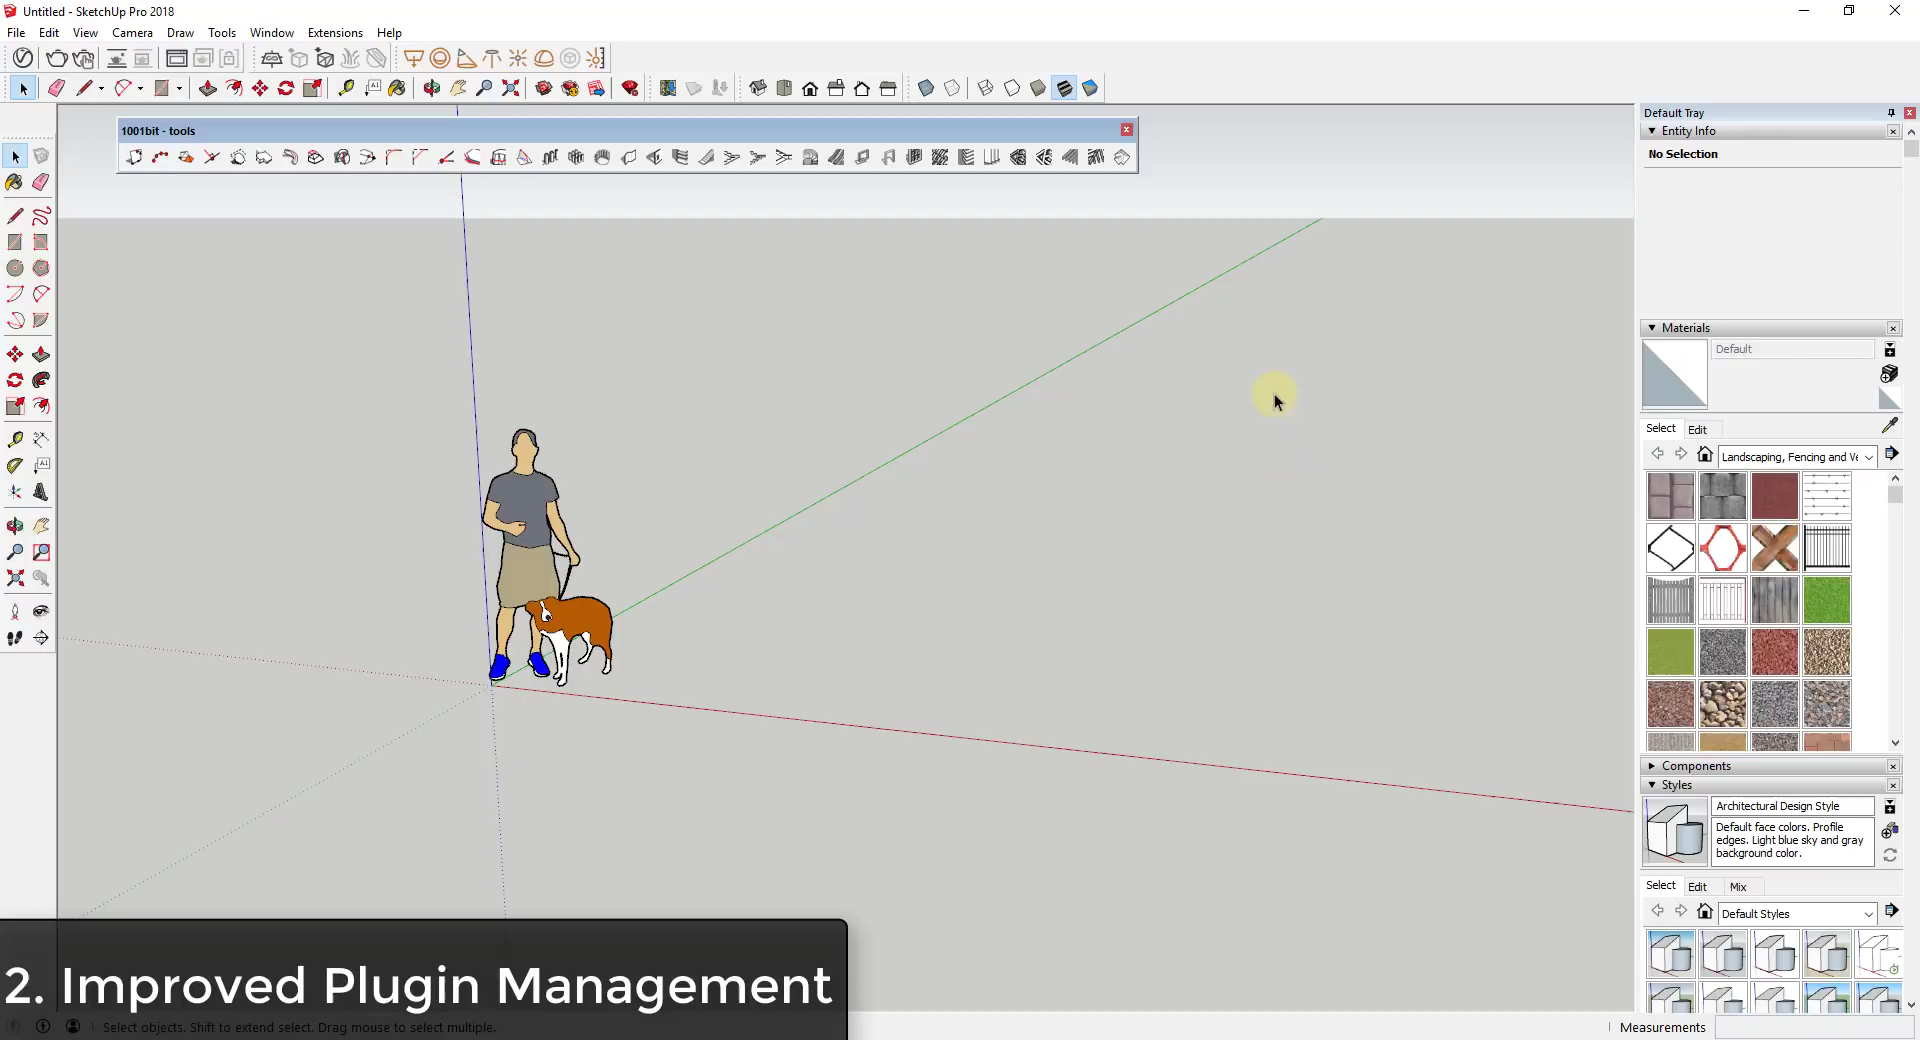 Untitled - SketchUp Pro 2018
File Edit View Camera Draw Tools Window Extensions Help
1001bit - tools
Default Tray
Entity Info
No Selection
Materials
Default
Select Edit
Landscaping, Fencing and Ve
Components
Styles
Architectural Design Style
Default face colors. Profile
edges. Light blue sky and gray
background color.
Select Edit Mix
Default Styles
2. Improved Plugin Management
Select objects. Shift to extend select. Drag mouse to select multiple.
Measurements